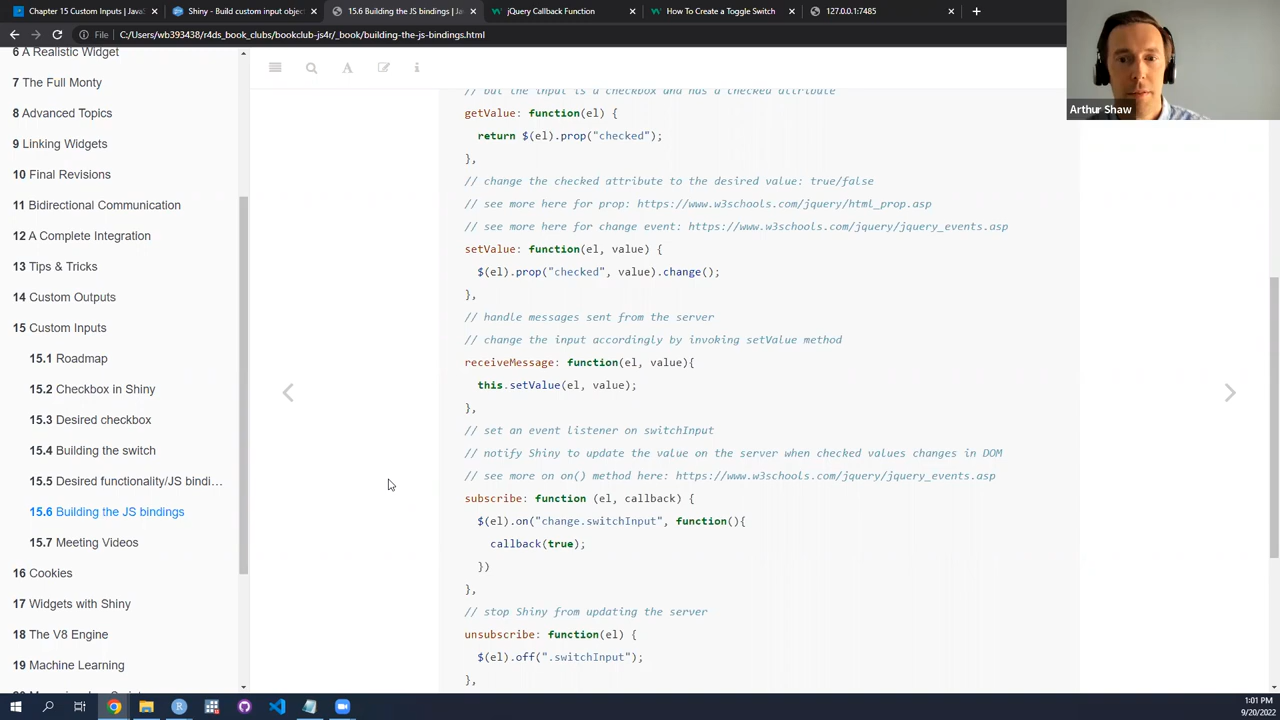 Chapter 15 Custom Inputs | JavaS
Shiny - Build custom input object
15.6 Building the JS bindings | Ja
jQuery Callback Function
How To Create a Toggle Switch
127.0.0.1:7485
File
C:/Users/wb393438/r4ds_book_clubs/bookclub-js4r/_book/building-the-js-bindings.html
Arthur Shaw
6 A Realistic Widget
7 The Full Monty
8 Advanced Topics
9 Linking Widgets
10 Final Revisions
11 Bidirectional Communication
12 A Complete Integration
13 Tips & Tricks
14 Custom Outputs
15 Custom Inputs
15.1 Roadmap
15.2 Checkbox in Shiny
15.3 Desired checkbox
15.4 Building the switch
15.5 Desired functionality/JS bindi…
15.6 Building the JS bindings
15.7 Meeting Videos
16 Cookies
17 Widgets with Shiny
18 The V8 Engine
19 Machine Learning
// but the input is a checkbox and has a checked attribute
getValue: function(el) {
return $(el).prop("checked");
},
// change the checked attribute to the desired value: true/false
// see more here for prop: https://www.w3schools.com/jquery/html_prop.asp
// see more here for change event: https://www.w3schools.com/jquery/jquery_events.asp
setValue: function(el, value) {
$(el).prop("checked", value).change();
},
// handle messages sent from the server
// change the input accordingly by invoking setValue method
receiveMessage: function(el, value){
this.setValue(el, value);
},
// set an event listener on switchInput
// notify Shiny to update the value on the server when checked values changes in DOM
// see more on on() method here: https://www.w3schools.com/jquery/jquery_events.asp
subscribe: function (el, callback) {
$(el).on("change.switchInput", function(){
callback(true);
})
},
// stop Shiny from updating the server
unsubscribe: function(el) {
$(el).off(".switchInput");
},
1:01 PM
9/20/2022